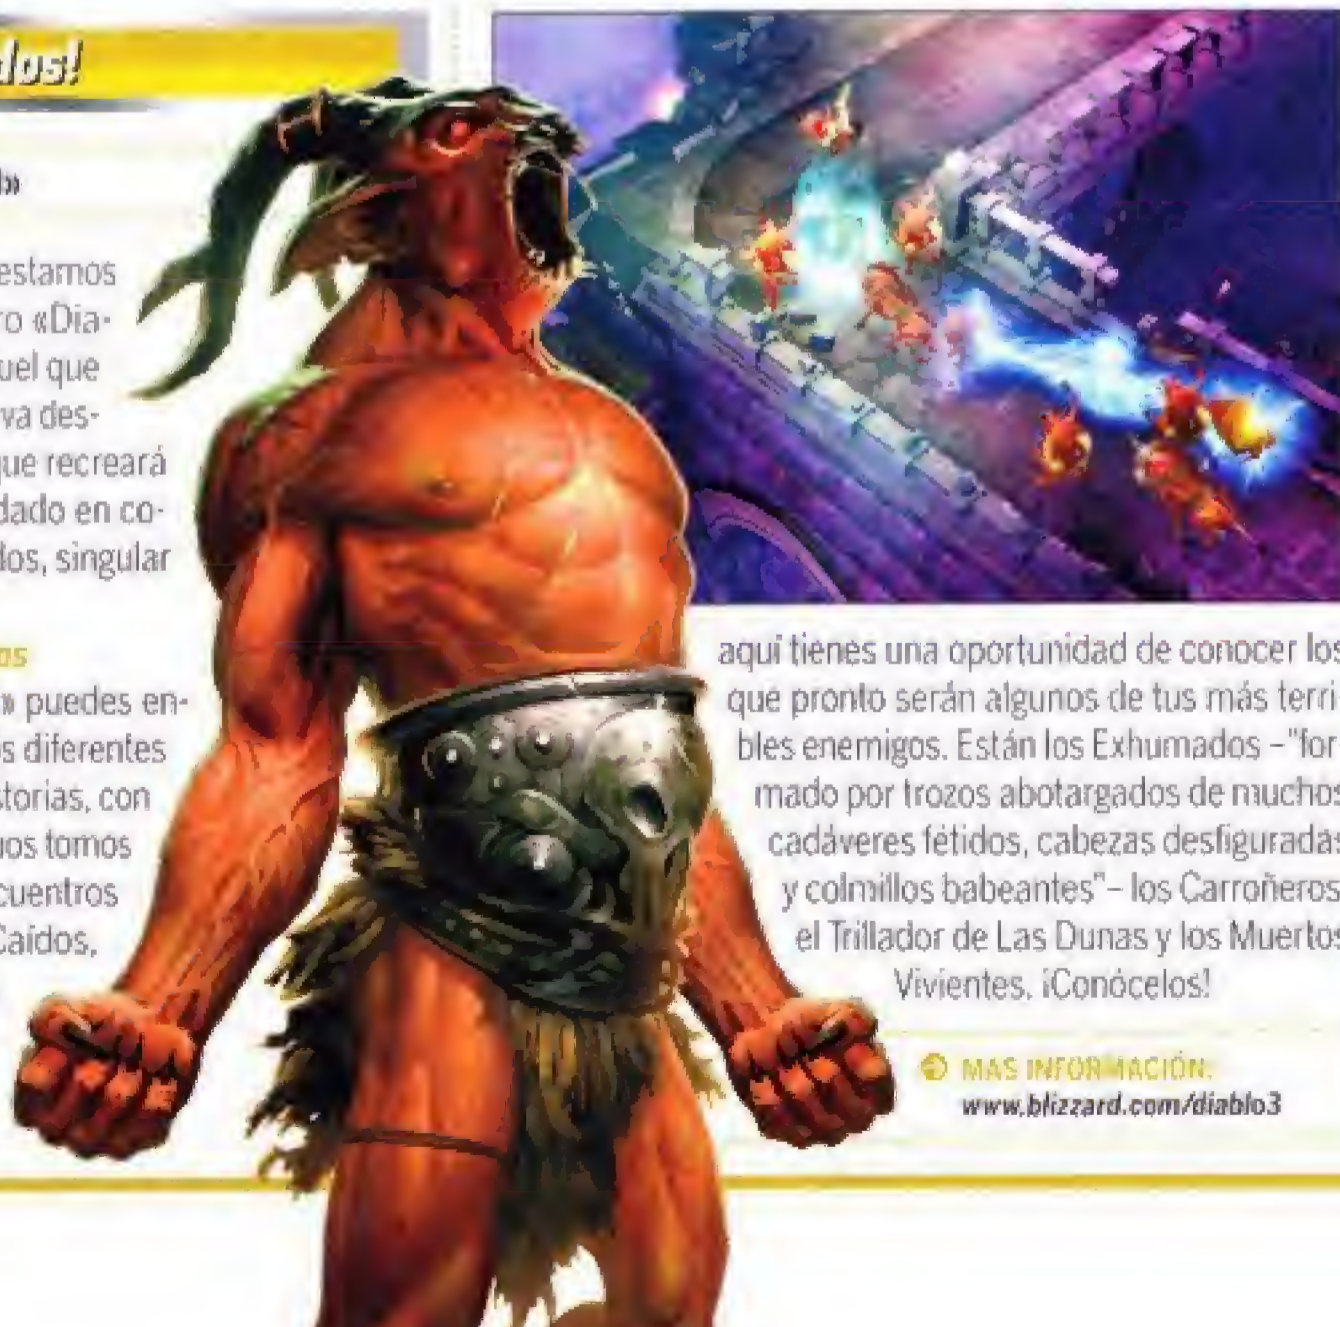 dos!
l»
estamos
ro «Dia-
uel que
va des-
que recreará
dado en co-
dos, singular
os
» puedes en-
os diferentes
storias, con
uos tomos
cuentros
Caídos,
aquí tienes una oportunidad de conocer los
que pronto serán algunos de tus más terri
bles enemigos. Están los Exhumados –"for
mado por trozos abotargados de muchos
cadáveres fétidos, cabezas desfiguradas
y colmillos babeantes"– los Carroñeros
el Trillador de Las Dunas y los Muertos
Vivientes. ¡Conócelos!
MAS INFORMACIÓN:
www.blizzard.com/diablo3